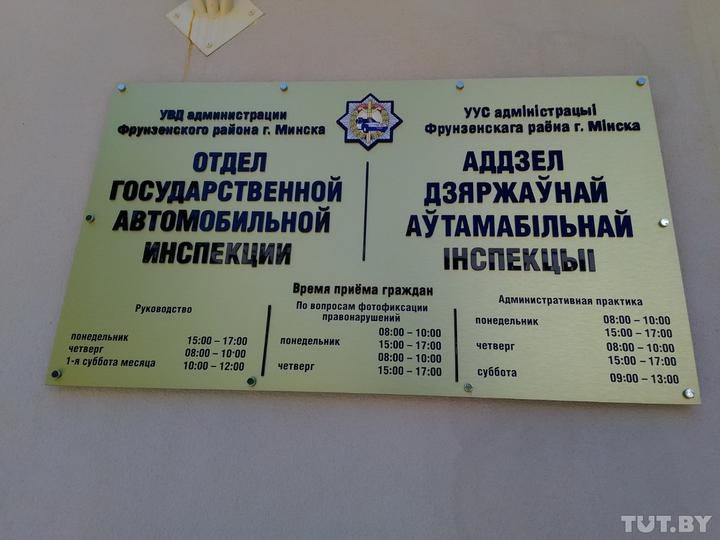 УВД администрации
Фрунзенского района г. Минска
ОТДЕЛ
ГОСУДАРСТВЕННОЙ
АВТОМОБИЛЬНОЙ
ИНСПЕКЦИИ
УУС адміністрацыі
Фрунзенскага раёна г. Мінска
АДДЗЕЛ
ДЗЯРЖАЎНАЙ
АЎТАМАБІЛЬНАЙ
ІНСПЕКЦЫІ
Время приёма граждан
Руководство
понедельник 15:00 – 17:00
четверг 08:00 – 10:00
1-я суббота месяца 10:00 – 12:00
По вопросам фотофиксации
правонарушений
08:00 – 10:00
понедельник 15:00 – 17:00
08:00 – 10:00
четверг 15:00 – 17:00
Административная практика
понедельник 08:00 – 10:00
15:00 – 17:00
четверг 08:00 – 10:00
15:00 – 17:00
суббота 09:00 – 13:00
TUT.BY